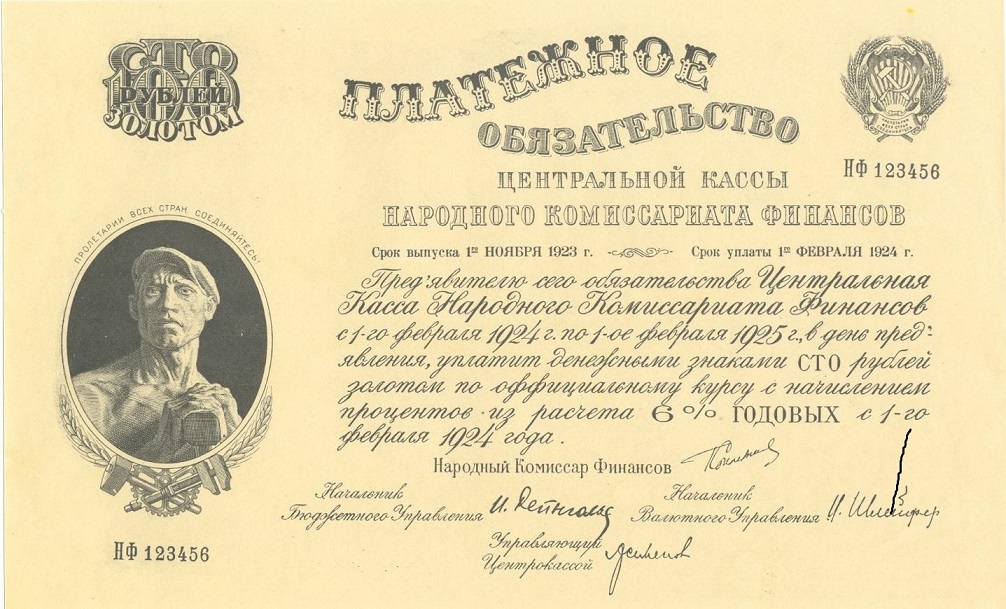 СТО
100
РУБЛЕЙ
ЗОЛОТОМ
ПЛАТЕЖНОЕ
ОБЯЗАТЕЛЬСТВО
ЦЕНТРАЛЬНОЙ КАССЫ
НАРОДНОГО КОМИССАРИАТА ФИНАНСОВ
НФ 123456
ПРОЛЕТАРИИ ВСЕХ СТРАН СОЕДИНЯЙТЕСЬ!
Срок выпуска 1го НОЯБРЯ 1923 г. Срок уплаты 1го ФЕВРАЛЯ 1924 г.
Пред'явителю сего обязательства Центральная
Касса Народного Комиссариата Финансов
с 1-го февраля 1924 г. по 1-ое февраля 1925 г., в день пред'-
явления, уплатит денежными знаками СТО рублей
золотом по оффициальному курсу с начислением
процентов из расчета 6% ГОДОВЫХ с 1-го
февраля 1924 года.
Народный Комиссар Финансов
Начальник
Бюджетного Управления
Начальник
Валютного Управления
Управляющий
Центрокассой
НФ 123456